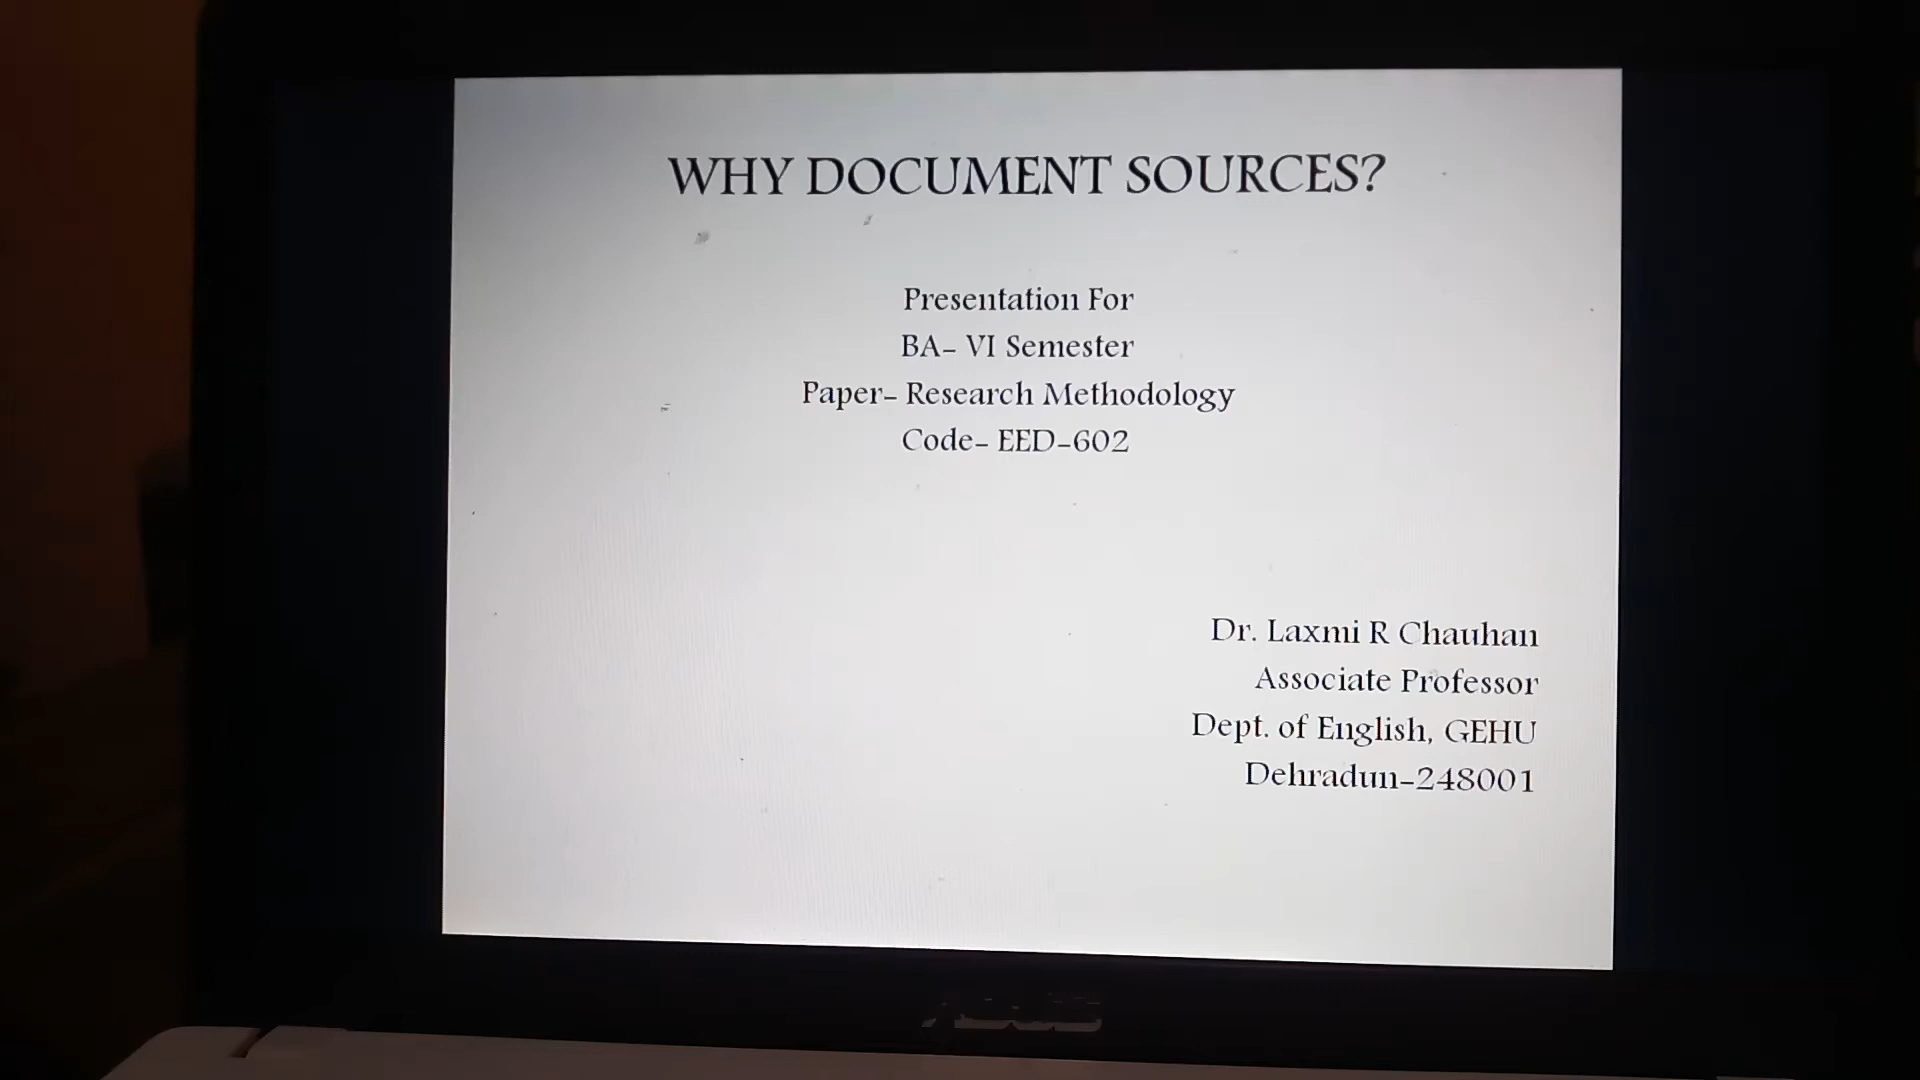 WHY DOCUMENT SOURCES?
Presentation For
BA- VI Semester
Paper- Research Methodology
Code- EED-602
Dr. Laxmi R Chauhan
Associate Professor
Dept. of English, GEHU
Dehradun-248001